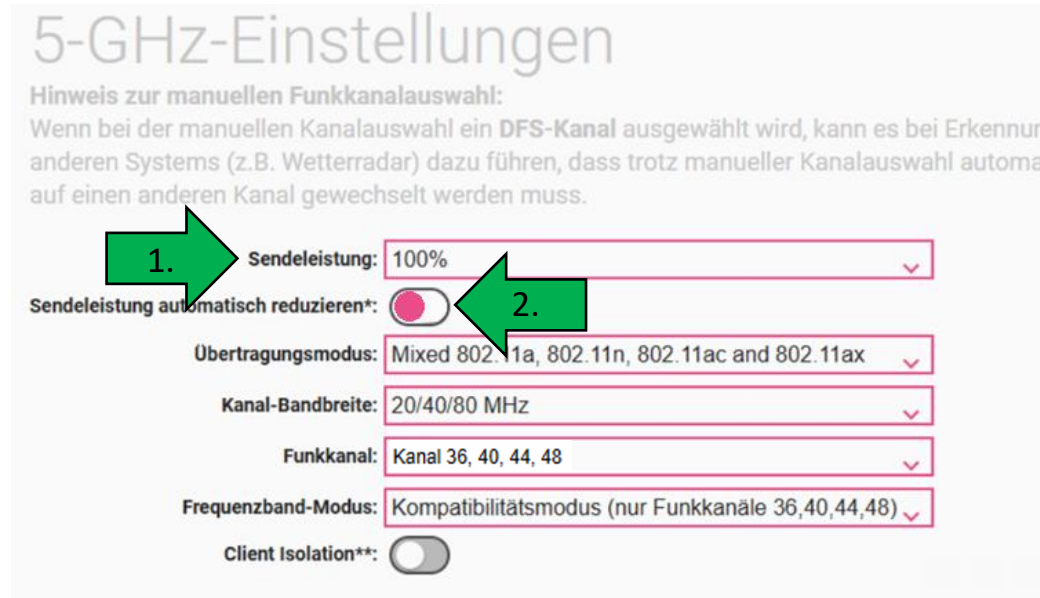 5-GHz-Einstellungen
Hinweis zur manuellen Funkkanalauswahl:
Wenn bei der manuellen Kanalauswahl ein DFS-Kanal ausgewählt wird, kann es bei
anderen Systems (z.B. Wetterradar) dazu führen, dass trotz manueller Kanalauswahl
auf einen anderen Kanal gewechselt werden muss.
1. Sendeleistung: 100%
Sendeleistung automatisch reduzieren*: 2.
Übertragungsmodus: Mixed 802.11a, 802.11n, 802.11ac and 802.11ax
Kanal-Bandbreite: 20/40/80 MHz
Funkkanal: Kanal 36, 40, 44, 48
Frequenzband-Modus: Kompatibilitätsmodus (nur Funkkanäle 36,40,44,48)
Client Isolation**: